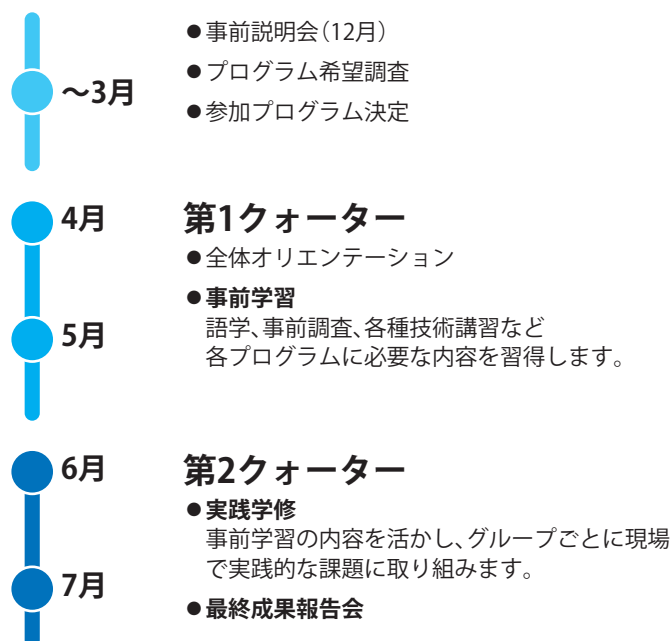 ●事前説明会（12月）
～3月
●プログラム希望調査
●参加プログラム決定
4月
第1クォーター
●全体オリエンテーション
●事前学習
5月
語学、事前調査、各種技術講習など
各プログラムに必要な内容を習得します。
6月
第2クォーター
●実践学修
事前学習の内容を活かし、グループごとに現場
で実践的な課題に取り組みます。
7月
●最終成果報告会